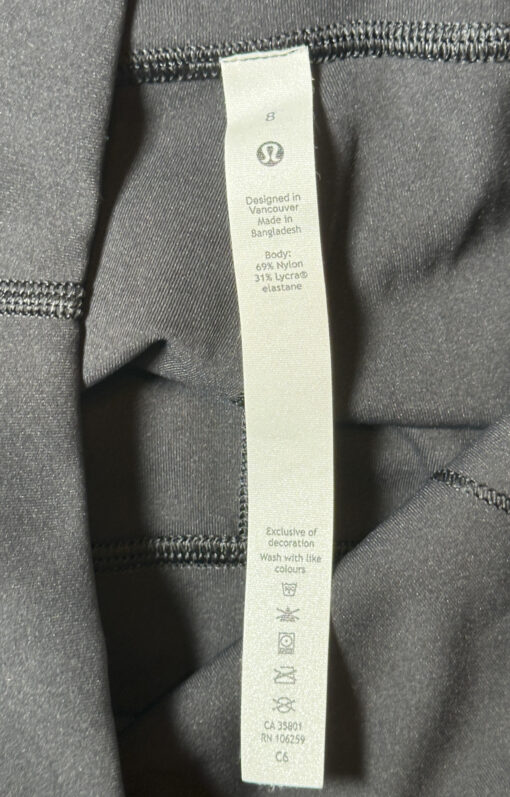 8
Designed in
Vancouver
Made in
Bangladesh
Body:
69% Nylon
31% Lycra®
elastane
Exclusive of
decoration
Wash with like
colours
CA 35801
RN 106259
C6